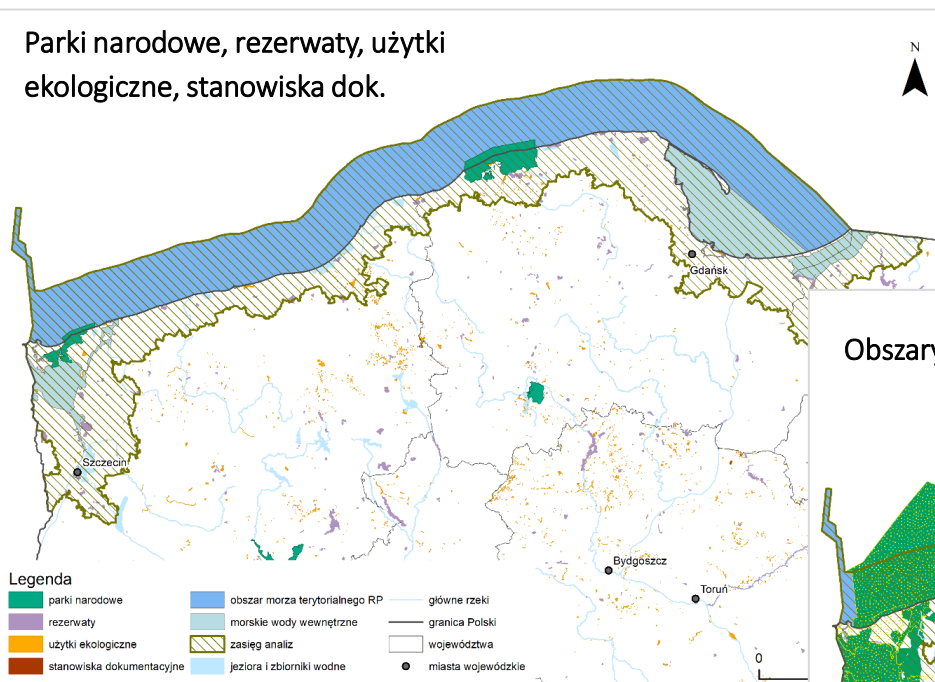 Parki narodowe, rezerwaty, użytki
ekologiczne, stanowiska dok.
N
Gdańsk
Obszary
Szczecin
Bydgoszcz
Toruń
Legenda
parki narodowe
rezerwaty
użytki ekologiczne
stanowiska dokumentacyjne
obszar morza terytorialnego RP
morskie wody wewnętrzne
zasięg analiz
jeziora i zbiorniki wodne
główne rzeki
granica Polski
województwa
miasta wojewódzkie
0